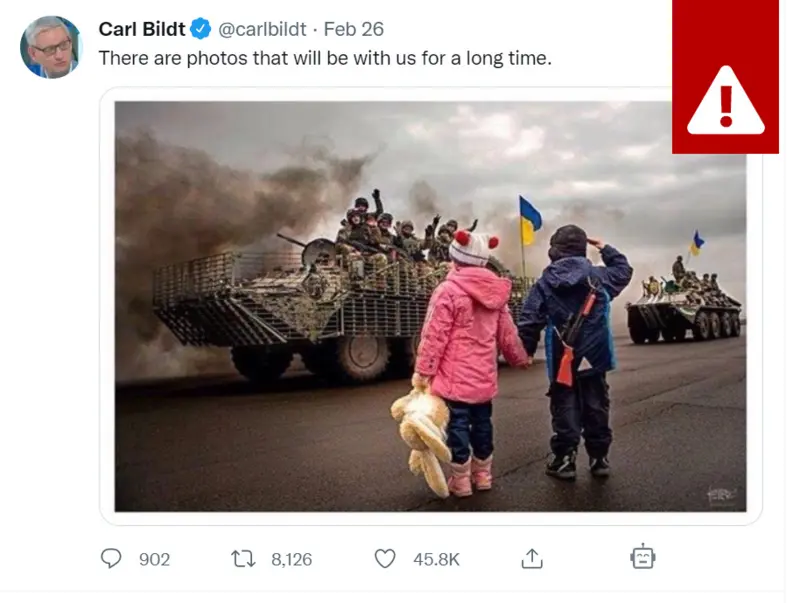 Carl Bildt @carlbildt · Feb 26
There are photos that will be with us for a long time.
902 8,126 45.8K